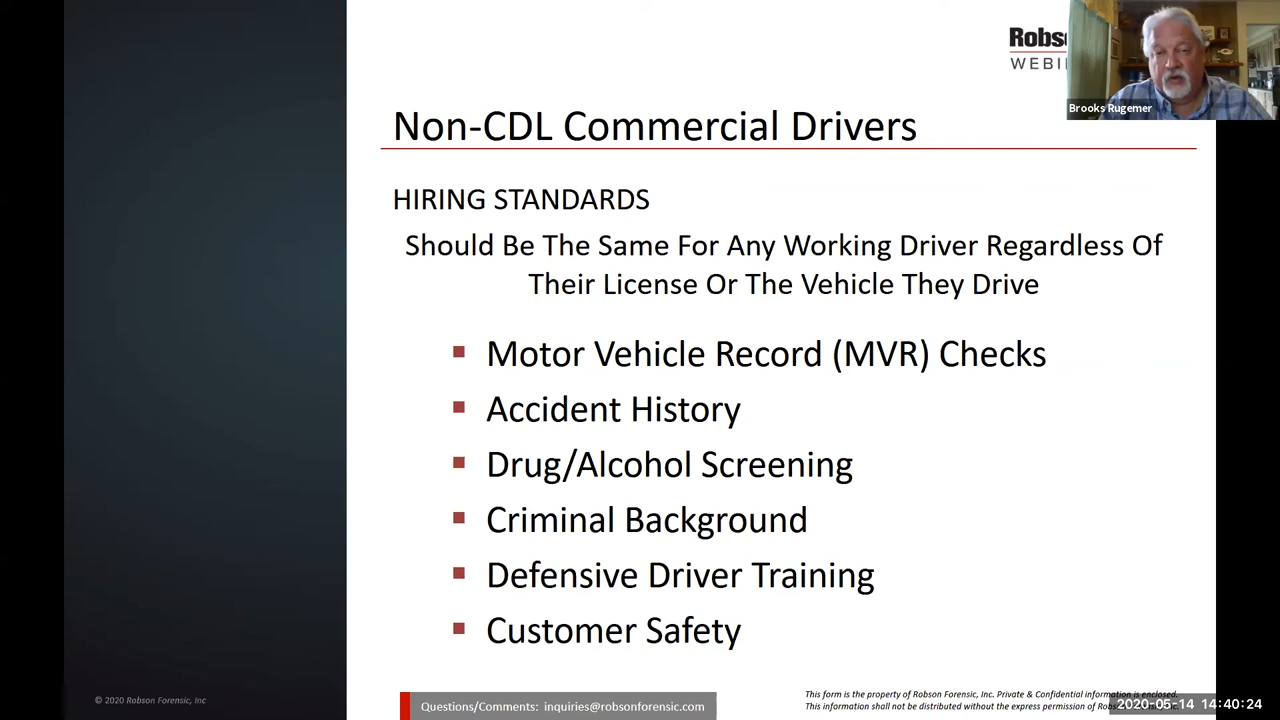 Robs
WEBI
Brooks Rugemer
Non-CDL Commercial Drivers
HIRING STANDARDS
Should Be The Same For Any Working Driver Regardless Of
Their License Or The Vehicle They Drive
Motor Vehicle Record (MVR) Checks
Accident History
Drug/Alcohol Screening
Criminal Background
Defensive Driver Training
Customer Safety
© 2020 Robson Forensic, Inc
Questions/Comments: inquiries@robsonforensic.com
This form is the property of Robson Forensic, Inc. Private & Confidential information is enclosed.
This information shall not be distributed without the express permission of
2020-05-14 14:40:24